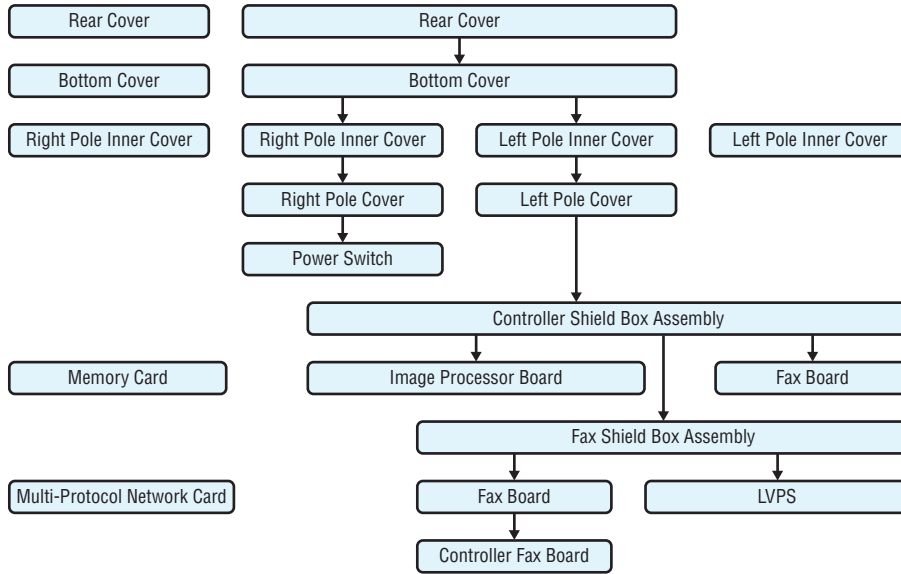 Rear Cover
Rear Cover
Bottom Cover
Bottom Cover
Right Pole Inner Cover
Right Pole Inner Cover
Left Pole Inner Cover
Left Pole Inner Cover
Right Pole Cover
Left Pole Cover
Power Switch
Controller Shield Box Assembly
Memory Card
Image Processor Board
Fax Board
Fax Shield Box Assembly
Multi-Protocol Network Card
Fax Board
LVPS
Controller Fax Board